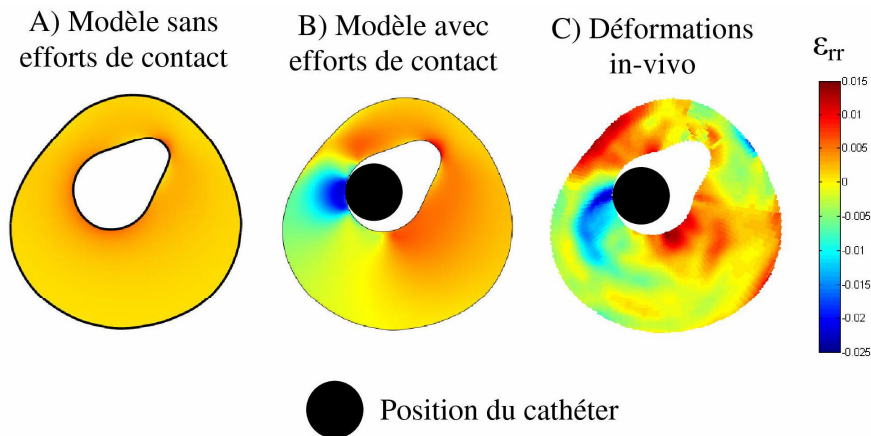 A) Modèle sans
efforts de contact
B) Modèle avec
efforts de contact
C) Déformations
in-vivo
εrr
0.015
0.01
0.005
0
-0.005
-0.01
-0.015
-0.02
-0.025
Position du cathéter